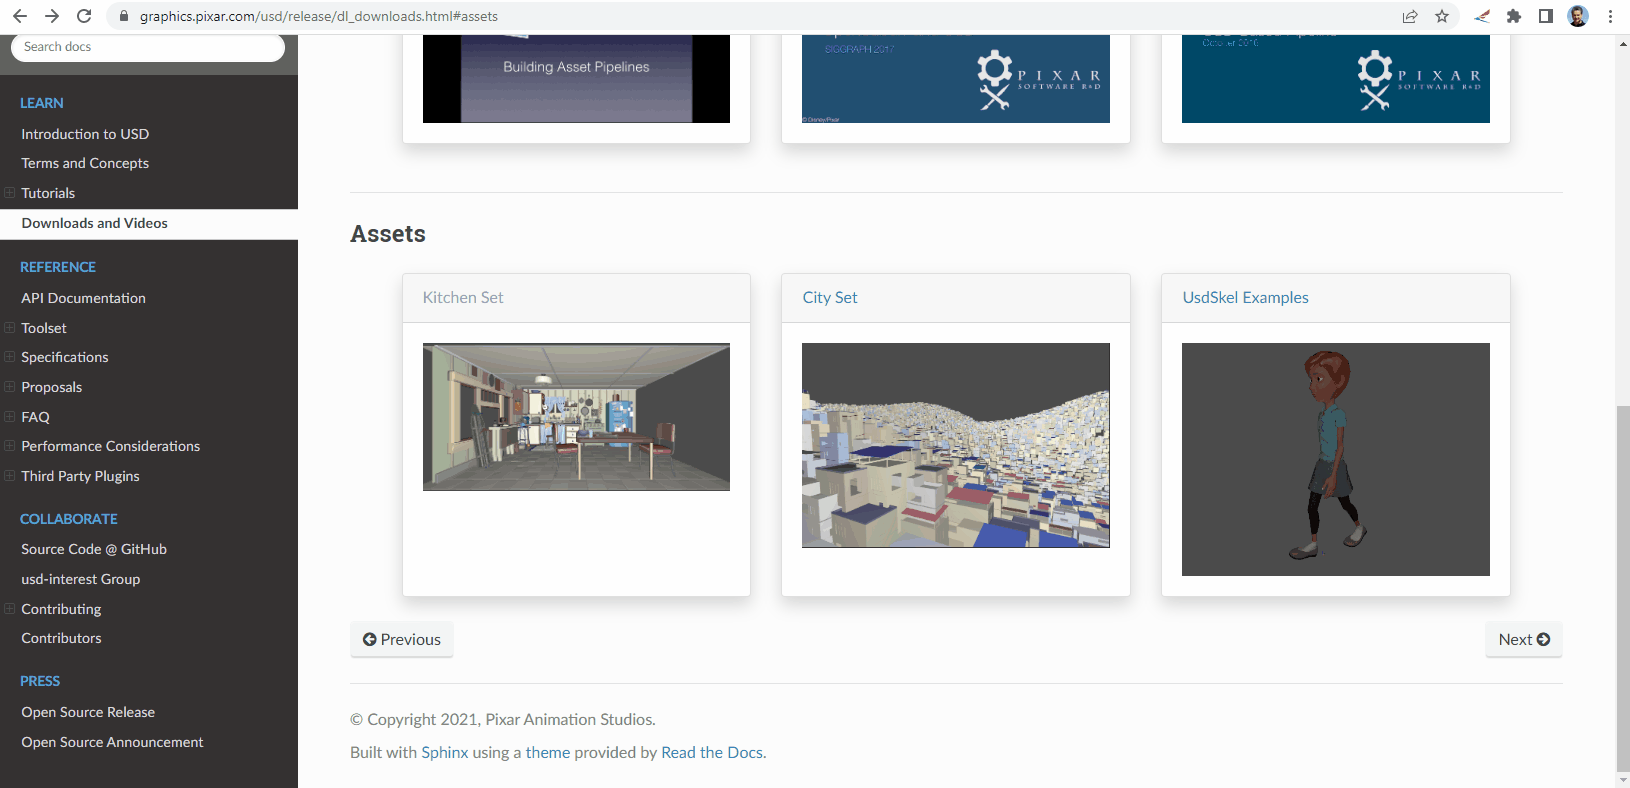 graphics.pixar.com/usd/release/dl_downloads.html#assets
Search docs
LEARN
Introduction to USD
Terms and Concepts
Tutorials
Downloads and Videos
REFERENCE
API Documentation
Toolset
Specifications
Proposals
FAQ
Performance Considerations
Third Party Plugins
COLLABORATE
Source Code @ GitHub
usd-interest Group
Contributing
Contributors
PRESS
Open Source Release
Open Source Announcement
Building Asset Pipelines
SIGGRAPH 2017
PIXAR
SOFTWARE R&D
© Disney/Pixar
October 2016
PIXAR
SOFTWARE R&D
Assets
Kitchen Set
City Set
UsdSkel Examples
Previous
Next
© Copyright 2021, Pixar Animation Studios.
Built with Sphinx using a theme provided by Read the Docs.